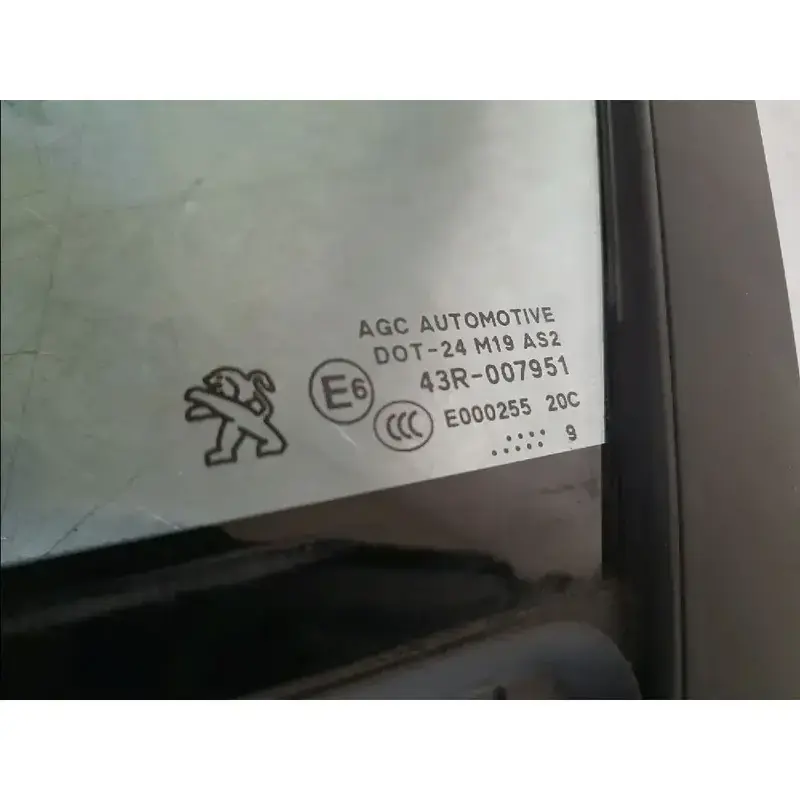 AGC AUTOMOTIVE
DOT-24 M19 AS2
E6 43R-007951
CCC E000255 20C
9